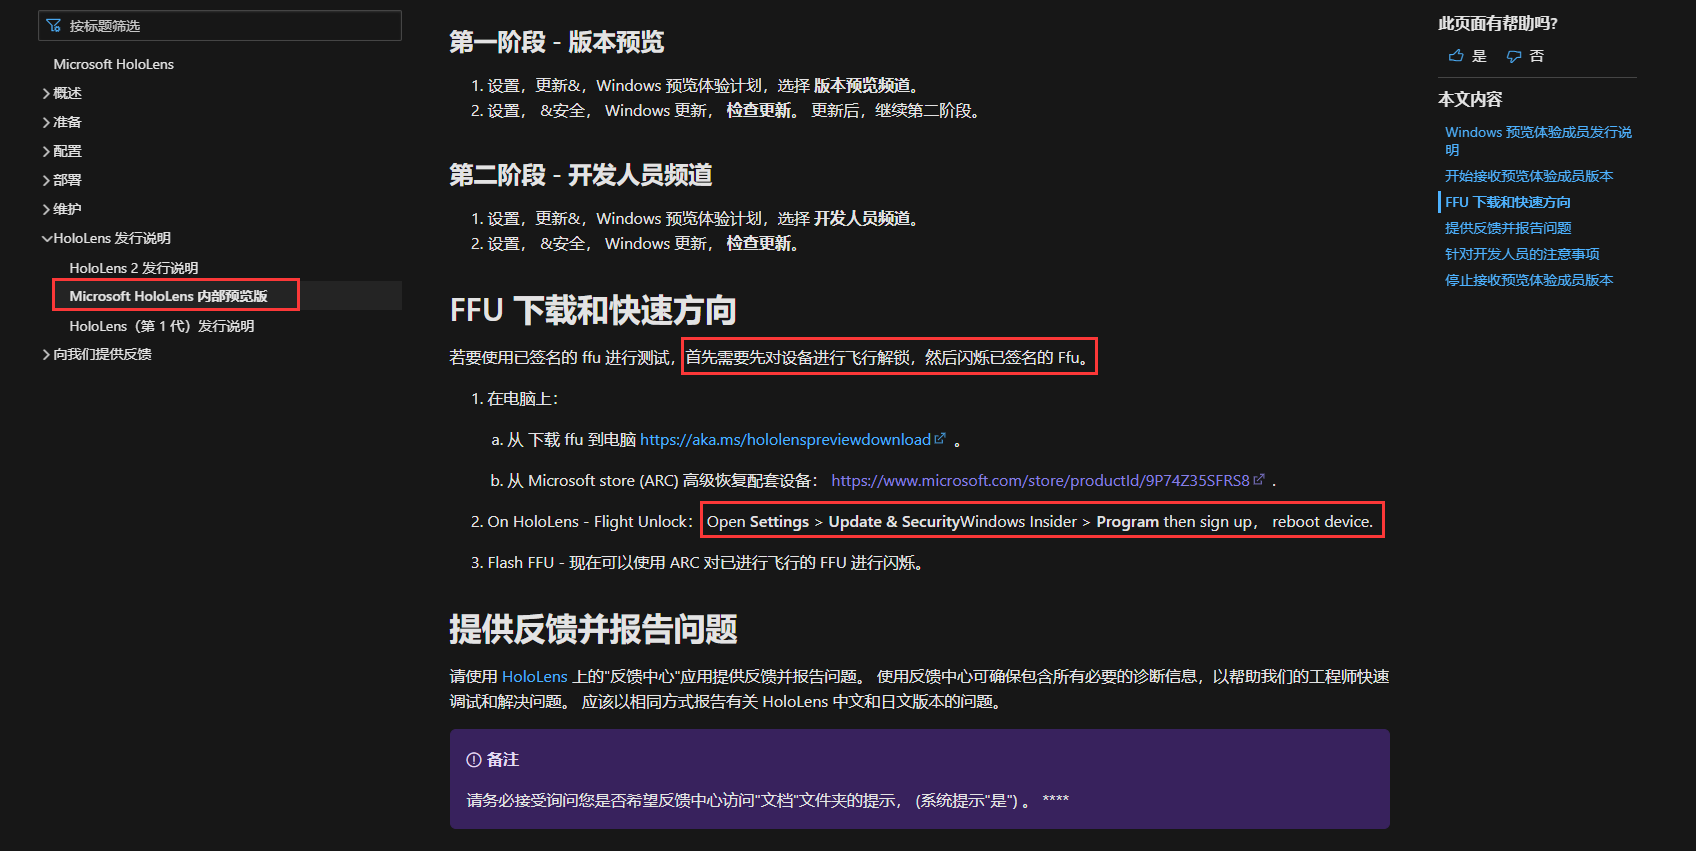 按标题筛选
Microsoft HoloLens
概述
准备
配置
部署
维护
HoloLens 发行说明
HoloLens 2 发行说明
Microsoft HoloLens 内部预览版
HoloLens（第 1 代）发行说明
向我们提供反馈
第一阶段 - 版本预览
1. 设置，更新&，Windows 预览体验计划，选择 版本预览频道。
2. 设置， &安全， Windows 更新， 检查更新。 更新后，继续第二阶段。
第二阶段 - 开发人员频道
1. 设置，更新&，Windows 预览体验计划，选择 开发人员频道。
2. 设置， &安全， Windows 更新， 检查更新。
FFU 下载和快速方向
若要使用已签名的 ffu 进行测试，首先需要先对设备进行飞行解锁，然后闪烁已签名的 Ffu。
1. 在电脑上：
a. 从 下载 ffu 到电脑 https://aka.ms/hololenspreviewdownload 。
b. 从 Microsoft store (ARC) 高级恢复配套设备： https://www.microsoft.com/store/productId/9P74Z35SFRS8 .
2. On HoloLens - Flight Unlock：Open Settings > Update & SecurityWindows Insider > Program then sign up， reboot device.
3. Flash FFU - 现在可以使用 ARC 对已进行飞行的 FFU 进行闪烁。
提供反馈并报告问题
请使用 HoloLens 上的"反馈中心"应用提供反馈并报告问题。 使用反馈中心可确保包含所有必要的诊断信息，以帮助我们的工程师快速
调试和解决问题。 应该以相同方式报告有关 HoloLens 中文和日文版本的问题。
备注
请务必接受询问您是否希望反馈中心访问"文档"文件夹的提示， (系统提示"是") 。 ****
此页面有帮助吗?
是 否
本文内容
Windows 预览体验成员发行说
明
开始接收预览体验成员版本
FFU 下载和快速方向
提供反馈并报告问题
针对开发人员的注意事项
停止接收预览体验成员版本